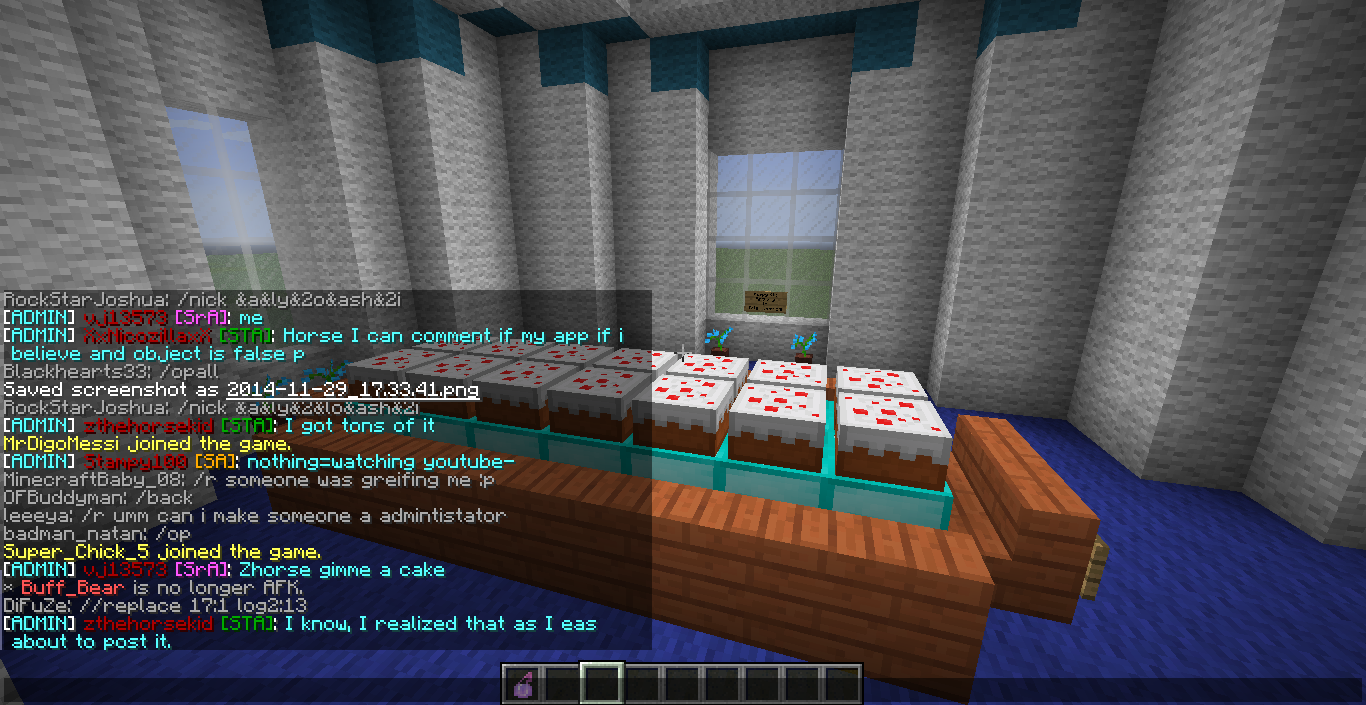 RockStarJoshua: /nick &a&ly&2o&ash&2i
[ADMIN] vj13573 [SrA]: me
[ADMIN] XxNicozillaxX [STA]: Horse I can comment if my app if i
believe and object is false p
Blackhearts33: /opall
Saved screenshot as 2014-11-29_17.33.41.png
RockStarJoshua: /nick &a&ly&2&lo&ash&2i
[ADMIN] zthehorsekid [STA]: I got tons of it
MrDigoMessi joined the game.
[ADMIN] Stampy100 [SA]: nothing=watching youtube-
MinecraftBaby_08: /r someone was greifing me :p
OFBuddyman: /back
leeeya: /r umm can i make someone a admintistator
badman_natan: /op
Super_Chick_5 joined the game.
[ADMIN] vj13573 [SrA]: Zhorse gimme a cake
* Buff_Bear is no longer AFK.
DiFuZe: //replace 17:1 log2:13
[ADMIN] zthehorsekid [STA]: I know, I realized that as I eas
about to post it.